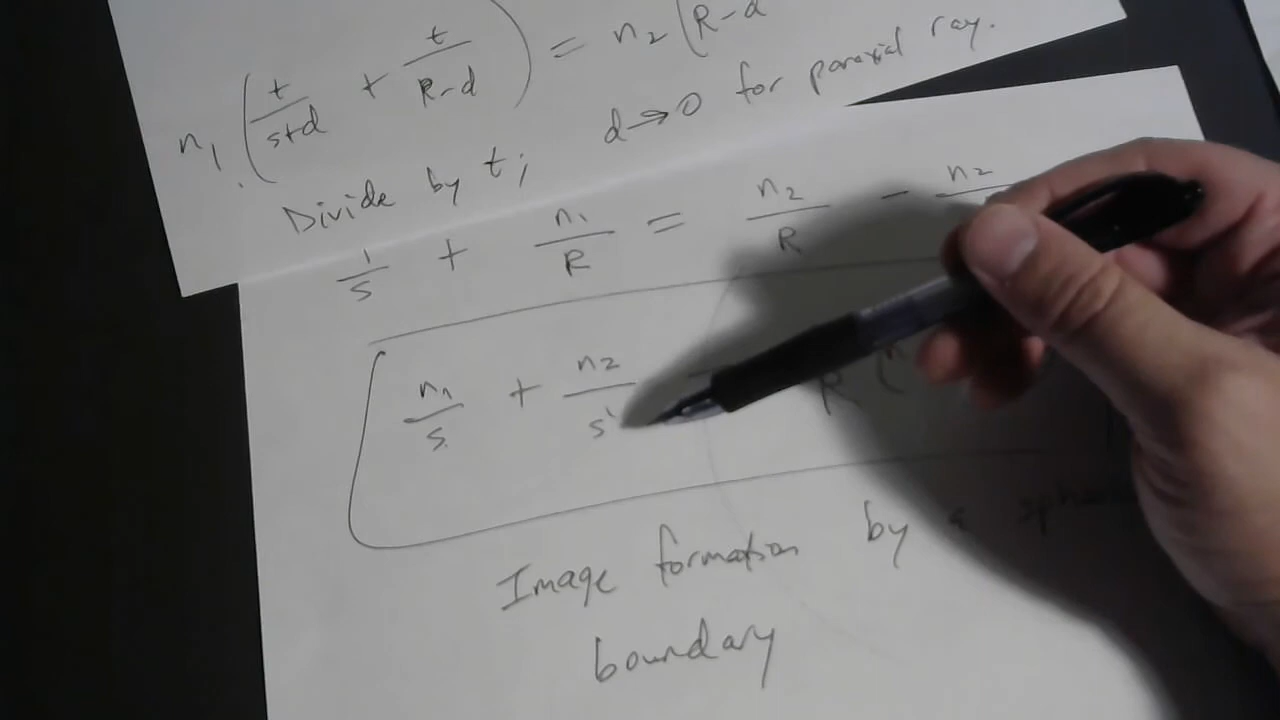 n₁ ( t/(s+d) + t/(R-d) ) = n₂ (R-d
Divide by t; d→0 for paraxial ray.
1/s + n₁/R = n₂/R - n₂
n₁/s + n₂/s' R (n
Image formation by a
boundary